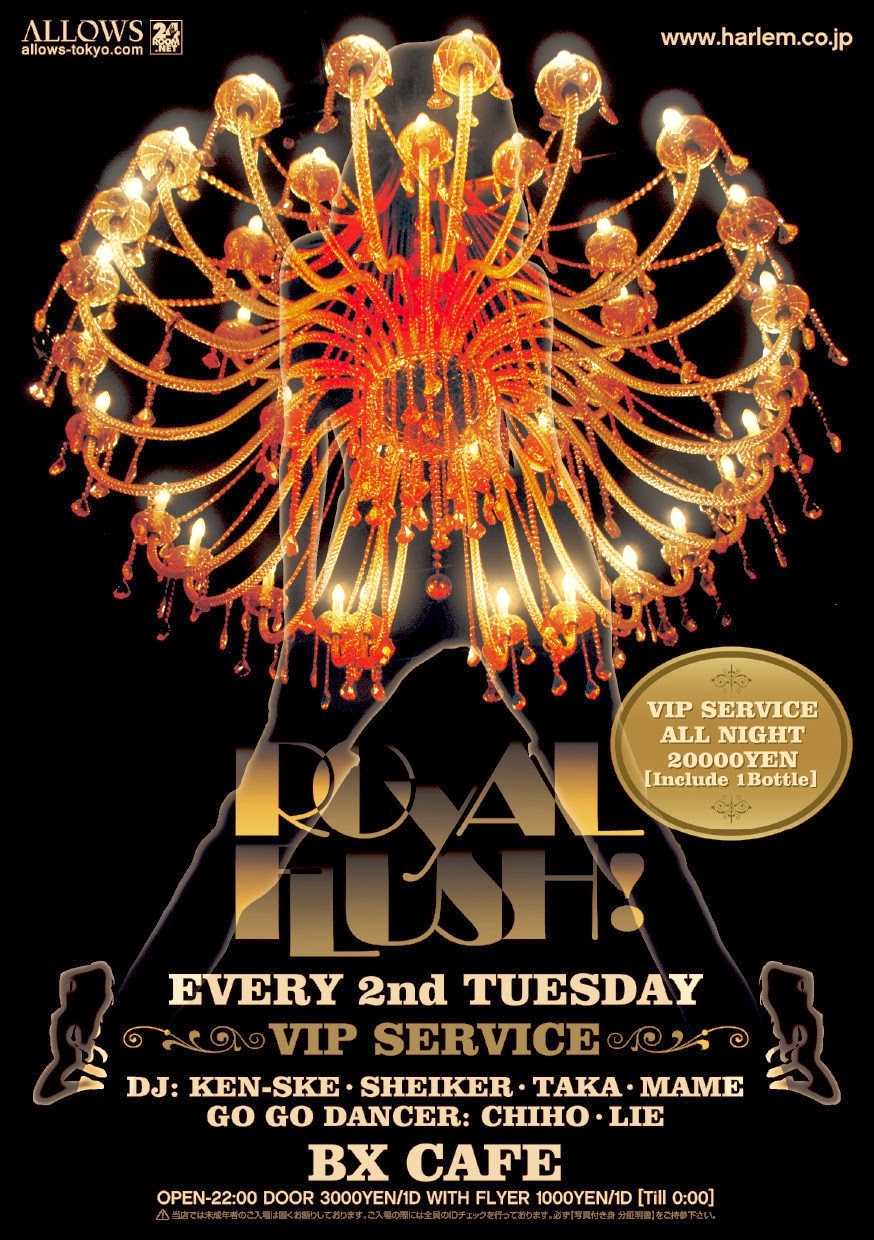 ALLOWS
allows-tokyo.com
24
ROOM
.NET
www.harlem.co.jp
VIP SERVICE
ALL NIGHT
20000YEN
[Include 1Bottle]
ROYAL
FLUSH!
EVERY 2nd TUESDAY
VIP SERVICE
DJ: KEN-SKE・SHEIKER・TAKA・MAME
GO GO DANCER: CHIHO・LIE
BX CAFE
OPEN-22:00 DOOR 3000YEN/1D WITH FLYER 1000YEN/1D [Till 0:00]
当店では未成年者のご入場は固くお断りしております。ご入場の際には全員のIDチェックを行っております。必ず【写真付き身 分証明書】をご持参下さい。